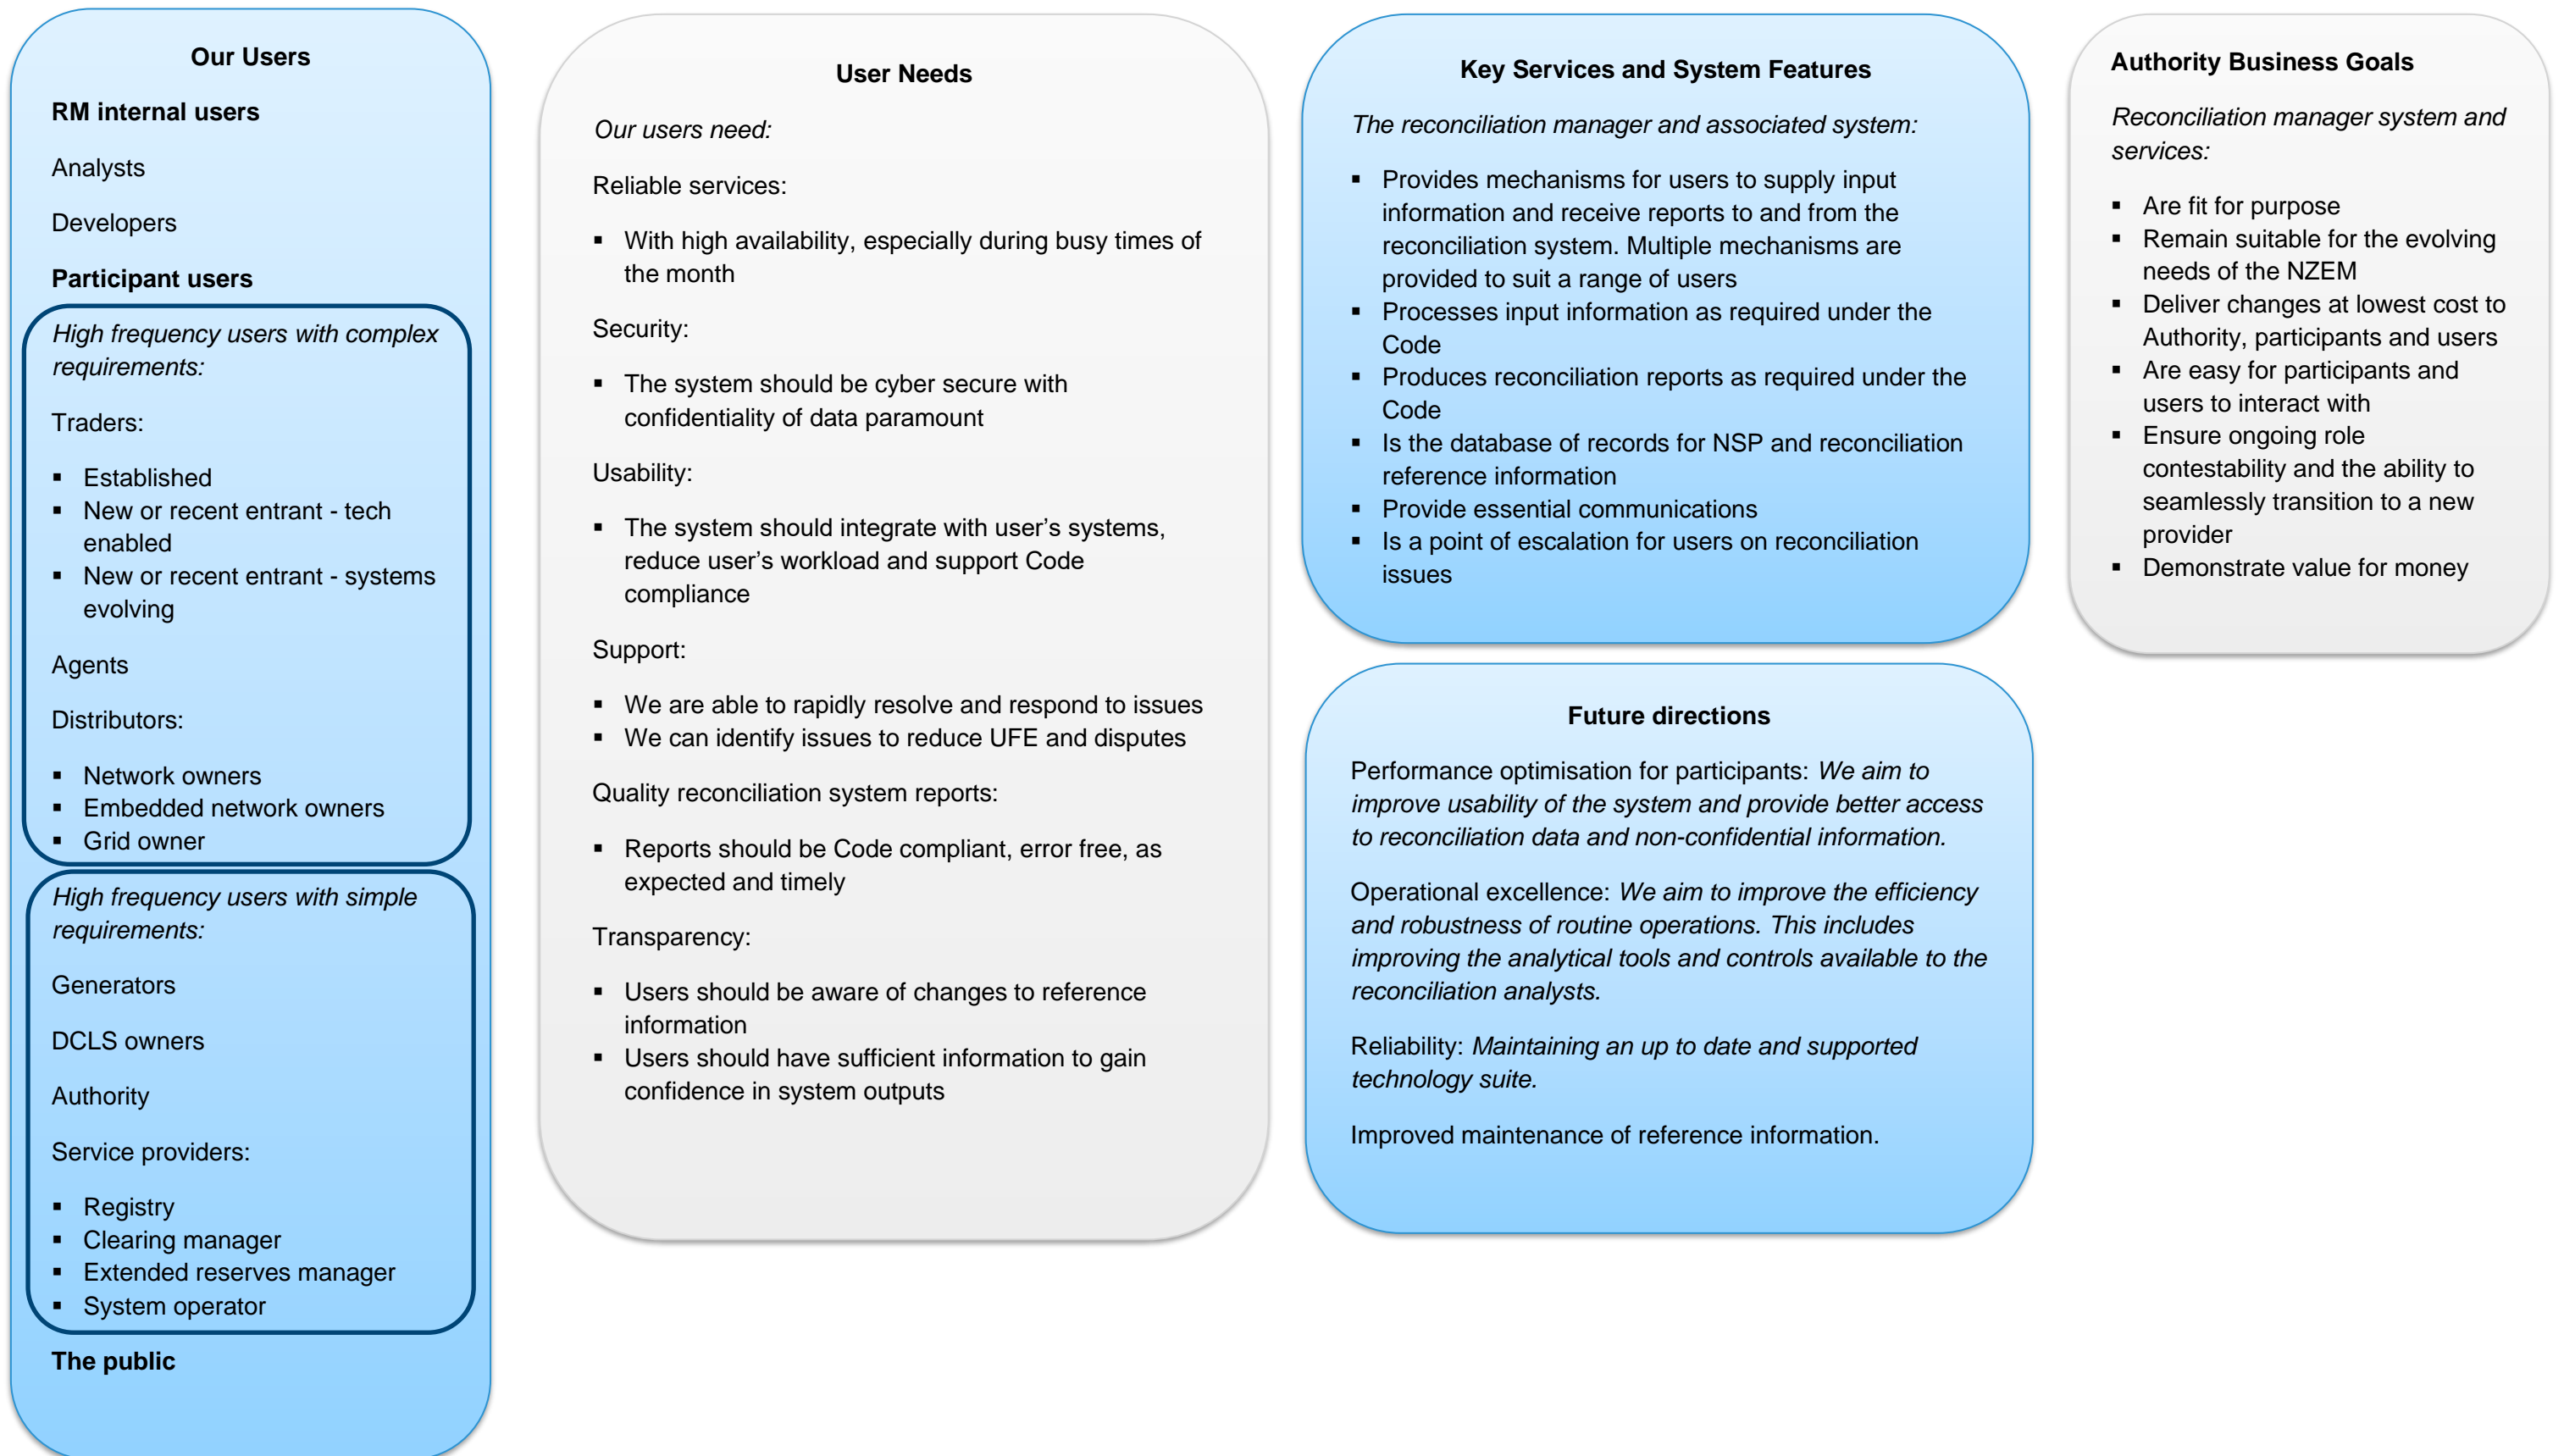 Our Users
RM internal users
Analysts
Developers
Participant users
High frequency users with complex
requirements:
Traders:
▪ Established
▪ New or recent entrant - tech
enabled
▪ New or recent entrant - systems
evolving
Agents
Distributors:
▪ Network owners
▪ Embedded network owners
▪ Grid owner
High frequency users with simple
requirements:
Generators
DCLS owners
Authority
Service providers:
▪ Registry
▪ Clearing manager
▪ Extended reserves manager
▪ System operator
The public
User Needs
Our users need:
Reliable services:
▪ With high availability, especially during busy times of
the month
Security:
▪ The system should be cyber secure with
confidentiality of data paramount
Usability:
▪ The system should integrate with user’s systems,
reduce user’s workload and support Code
compliance
Support:
▪ We are able to rapidly resolve and respond to issues
▪ We can identify issues to reduce UFE and disputes
Quality reconciliation system reports:
▪ Reports should be Code compliant, error free, as
expected and timely
Transparency:
▪ Users should be aware of changes to reference
information
▪ Users should have sufficient information to gain
confidence in system outputs
Key Services and System Features
The reconciliation manager and associated system:
▪ Provides mechanisms for users to supply input
information and receive reports to and from the
reconciliation system. Multiple mechanisms are
provided to suit a range of users
▪ Processes input information as required under the
Code
▪ Produces reconciliation reports as required under the
Code
▪ Is the database of records for NSP and reconciliation
reference information
▪ Provide essential communications
▪ Is a point of escalation for users on reconciliation
issues
Future directions
Performance optimisation for participants: We aim to
improve usability of the system and provide better access
to reconciliation data and non-confidential information.
Operational excellence: We aim to improve the efficiency
and robustness of routine operations. This includes
improving the analytical tools and controls available to the
reconciliation analysts.
Reliability: Maintaining an up to date and supported
technology suite.
Improved maintenance of reference information.
Authority Business Goals
Reconciliation manager system and
services:
▪ Are fit for purpose
▪ Remain suitable for the evolving
needs of the NZEM
▪ Deliver changes at lowest cost to
Authority, participants and users
▪ Are easy for participants and
users to interact with
▪ Ensure ongoing role
contestability and the ability to
seamlessly transition to a new
provider
▪ Demonstrate value for money